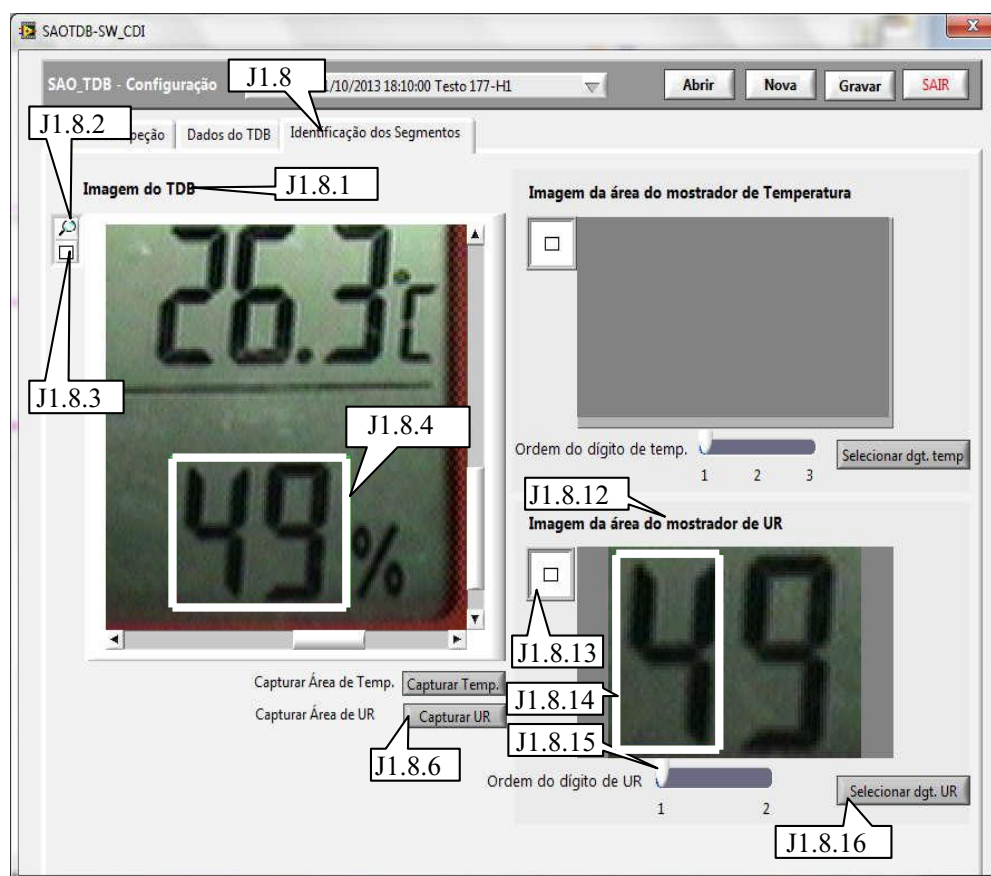 SAOTDB-SW_CDI
SAO_TDB - Configuração
J1.8
1/10/2013 18:10:00 Testo 177-H1
Abrir
Nova
Gravar
SAIR
J1.8.2
peção
Dados do TDB
Identificação dos Segmentos
Imagem do TDB
J1.8.1
Imagem da área do mostrador de Temperatura
26.3°C
J1.8.3
J1.8.4
49%
Ordem do dígito de temp.
1 2 3
Selecionar dgt. temp
J1.8.12
Imagem da área do mostrador de UR
49
J1.8.13
J1.8.14
J1.8.15
Capturar Área de Temp.
Capturar Temp.
Capturar Área de UR
Capturar UR
J1.8.6
Ordem do dígito de UR
1 2
Selecionar dgt. UR
J1.8.16